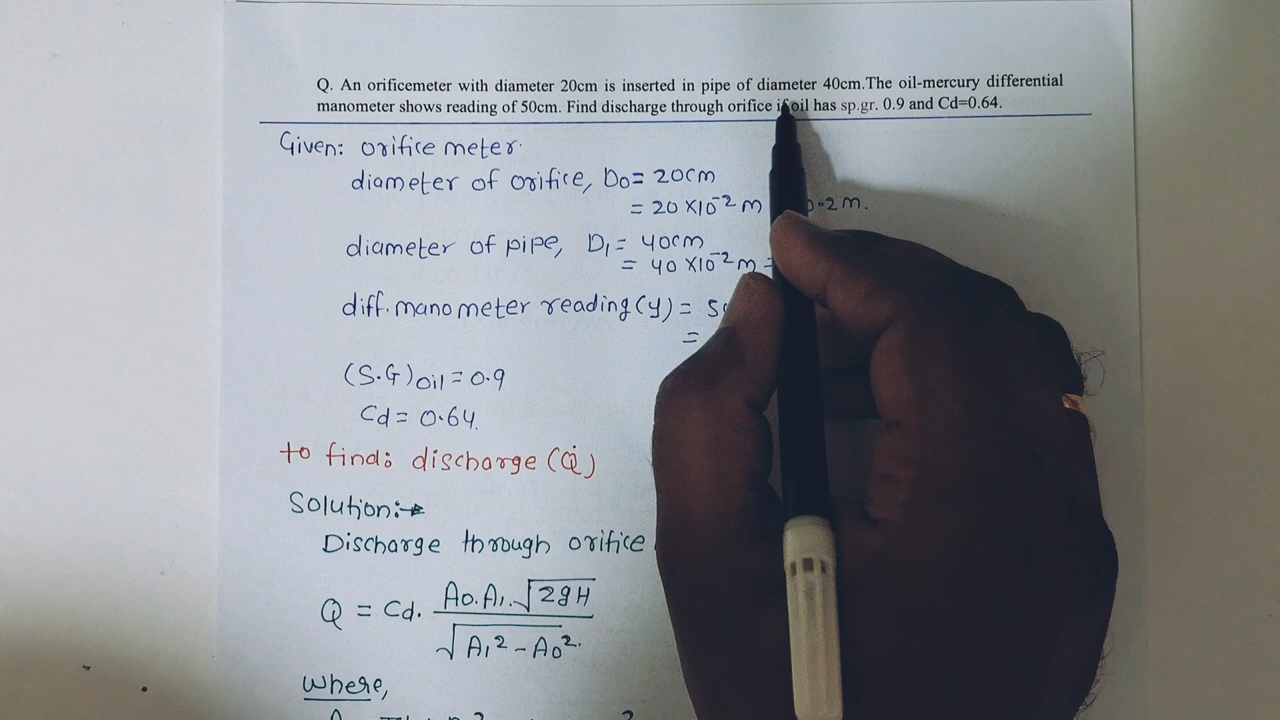 Q. An orificemeter with diameter 20cm is inserted in pipe of diameter 40cm.The oil-mercury differential
manometer shows reading of 50cm. Find discharge through orifice if oil has sp.gr. 0.9 and Cd=0.64.
Given: orifice meter.
diameter of orifice, D0 = 20cm
= 20 ×10⁻² m 0.2 m.
diameter of pipe, D1 = 40cm
= 40 ×10⁻² m =
diff. manometer reading (y) =
=
(S.G)oil = 0.9
Cd = 0.64.
to find: discharge (Q̇)
Solution:-
Discharge through orifice
Q = Cd. A0.A1.√2gH / √A1² - A0².
where,